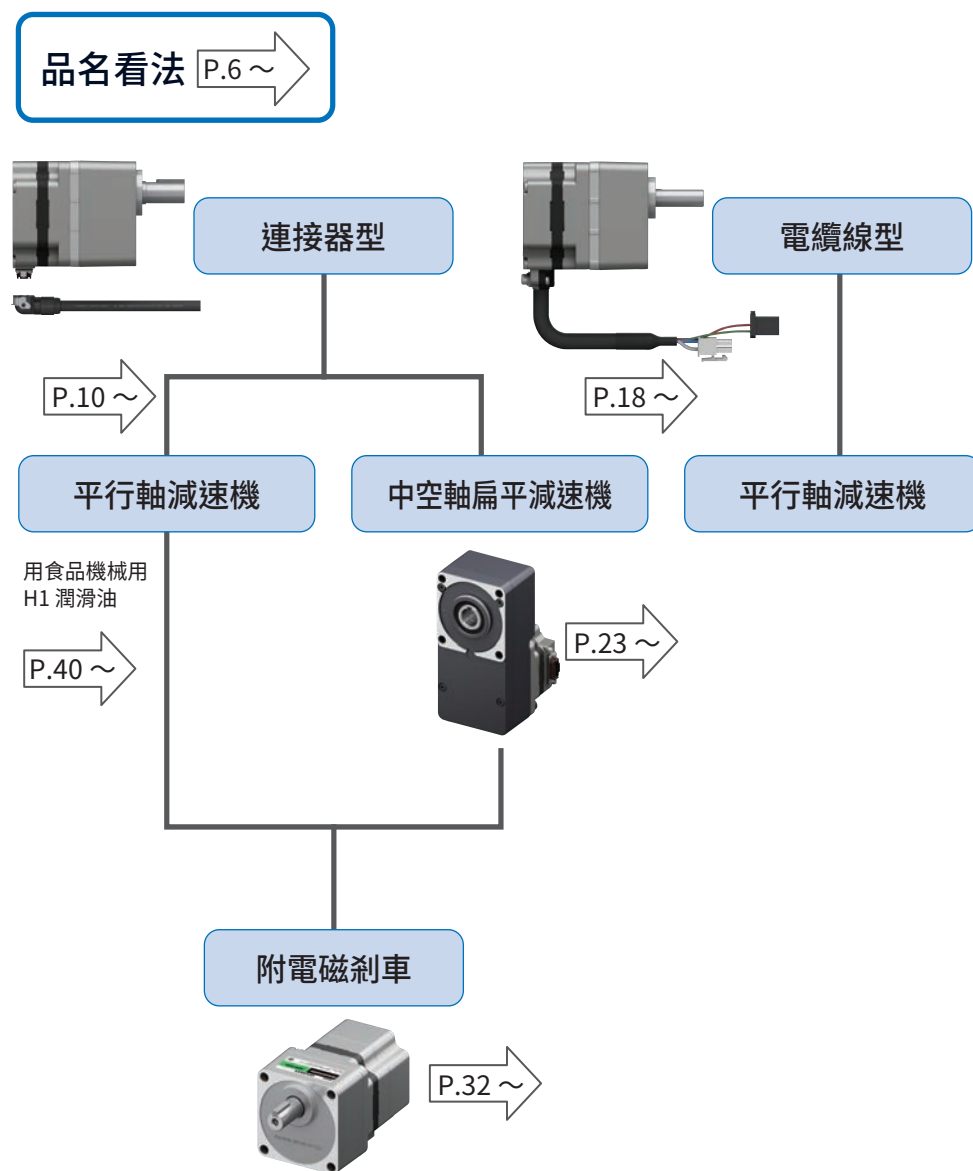 品名看法 P.6～
連接器型
電纜線型
P.10～
P.18～
平行軸減速機
中空軸扁平減速機
平行軸減速機
用食品機械用
H1 潤滑油
P.40～
P.23～
附電磁剎車
P.32～